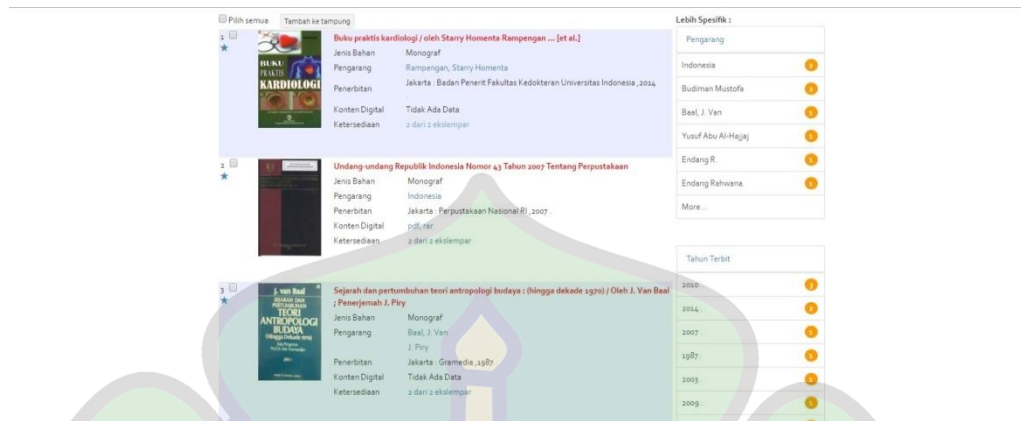 Pilih semua Tambah ke tampung
1
Buku praktis kardiologi / oleh Starry Homenta Rampengan ... [et al.]
Jenis Bahan Monograf
Pengarang Rampengan, Starry Homenta
Penerbitan Jakarta : Badan Penerit Fakultas Kedokteran Universitas Indonesia ,2014
Konten Digital Tidak Ada Data
Ketersediaan 2 dari 2 ekslempar
BUKU
PRAKTIS
KARDIOLOGI
2
Undang-undang Republik Indonesia Nomor 43 Tahun 2007 Tentang Perpustakaan
Jenis Bahan Monograf
Pengarang Indonesia
Penerbitan Jakarta : Perpustakaan Nasional RI ,2007
Konten Digital pdf, rar
Ketersediaan 2 dari 2 ekslempar
3
J. van Baal
SEJARAH DAN
PERTUMBUHAN
TEORI
ANTROPOLOGI
BUDAYA
(Hingga Dekade 1970)
Sejarah dan pertumbuhan teori antropologi budaya : (hingga dekade 1970) / Oleh J. Van Baal
; Penerjemah J. Piry
Jenis Bahan Monograf
Pengarang Baal, J. Van
J. Piry
Penerbitan Jakarta : Gramedia ,1987
Konten Digital Tidak Ada Data
Ketersediaan 2 dari 2 ekslempar
Lebih Spesifik :
Pengarang
Indonesia
Budiman Mustofa
Baal, J. Van
Yusuf Abu Al-Hajjaj
Endang R.
Endang Rahwana.
More...
Tahun Terbit
2010.
2014 .
2007 .
1987.
2003 .
2009